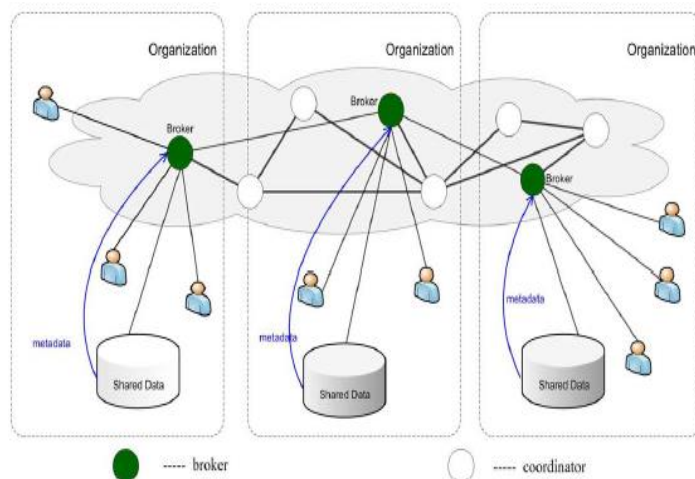 Organization
Organization
Organization
Broker
Broker
Broker
metadata
metadata
metadata
Shared Data
Shared Data
Shared Data
----- broker
----- coordinator